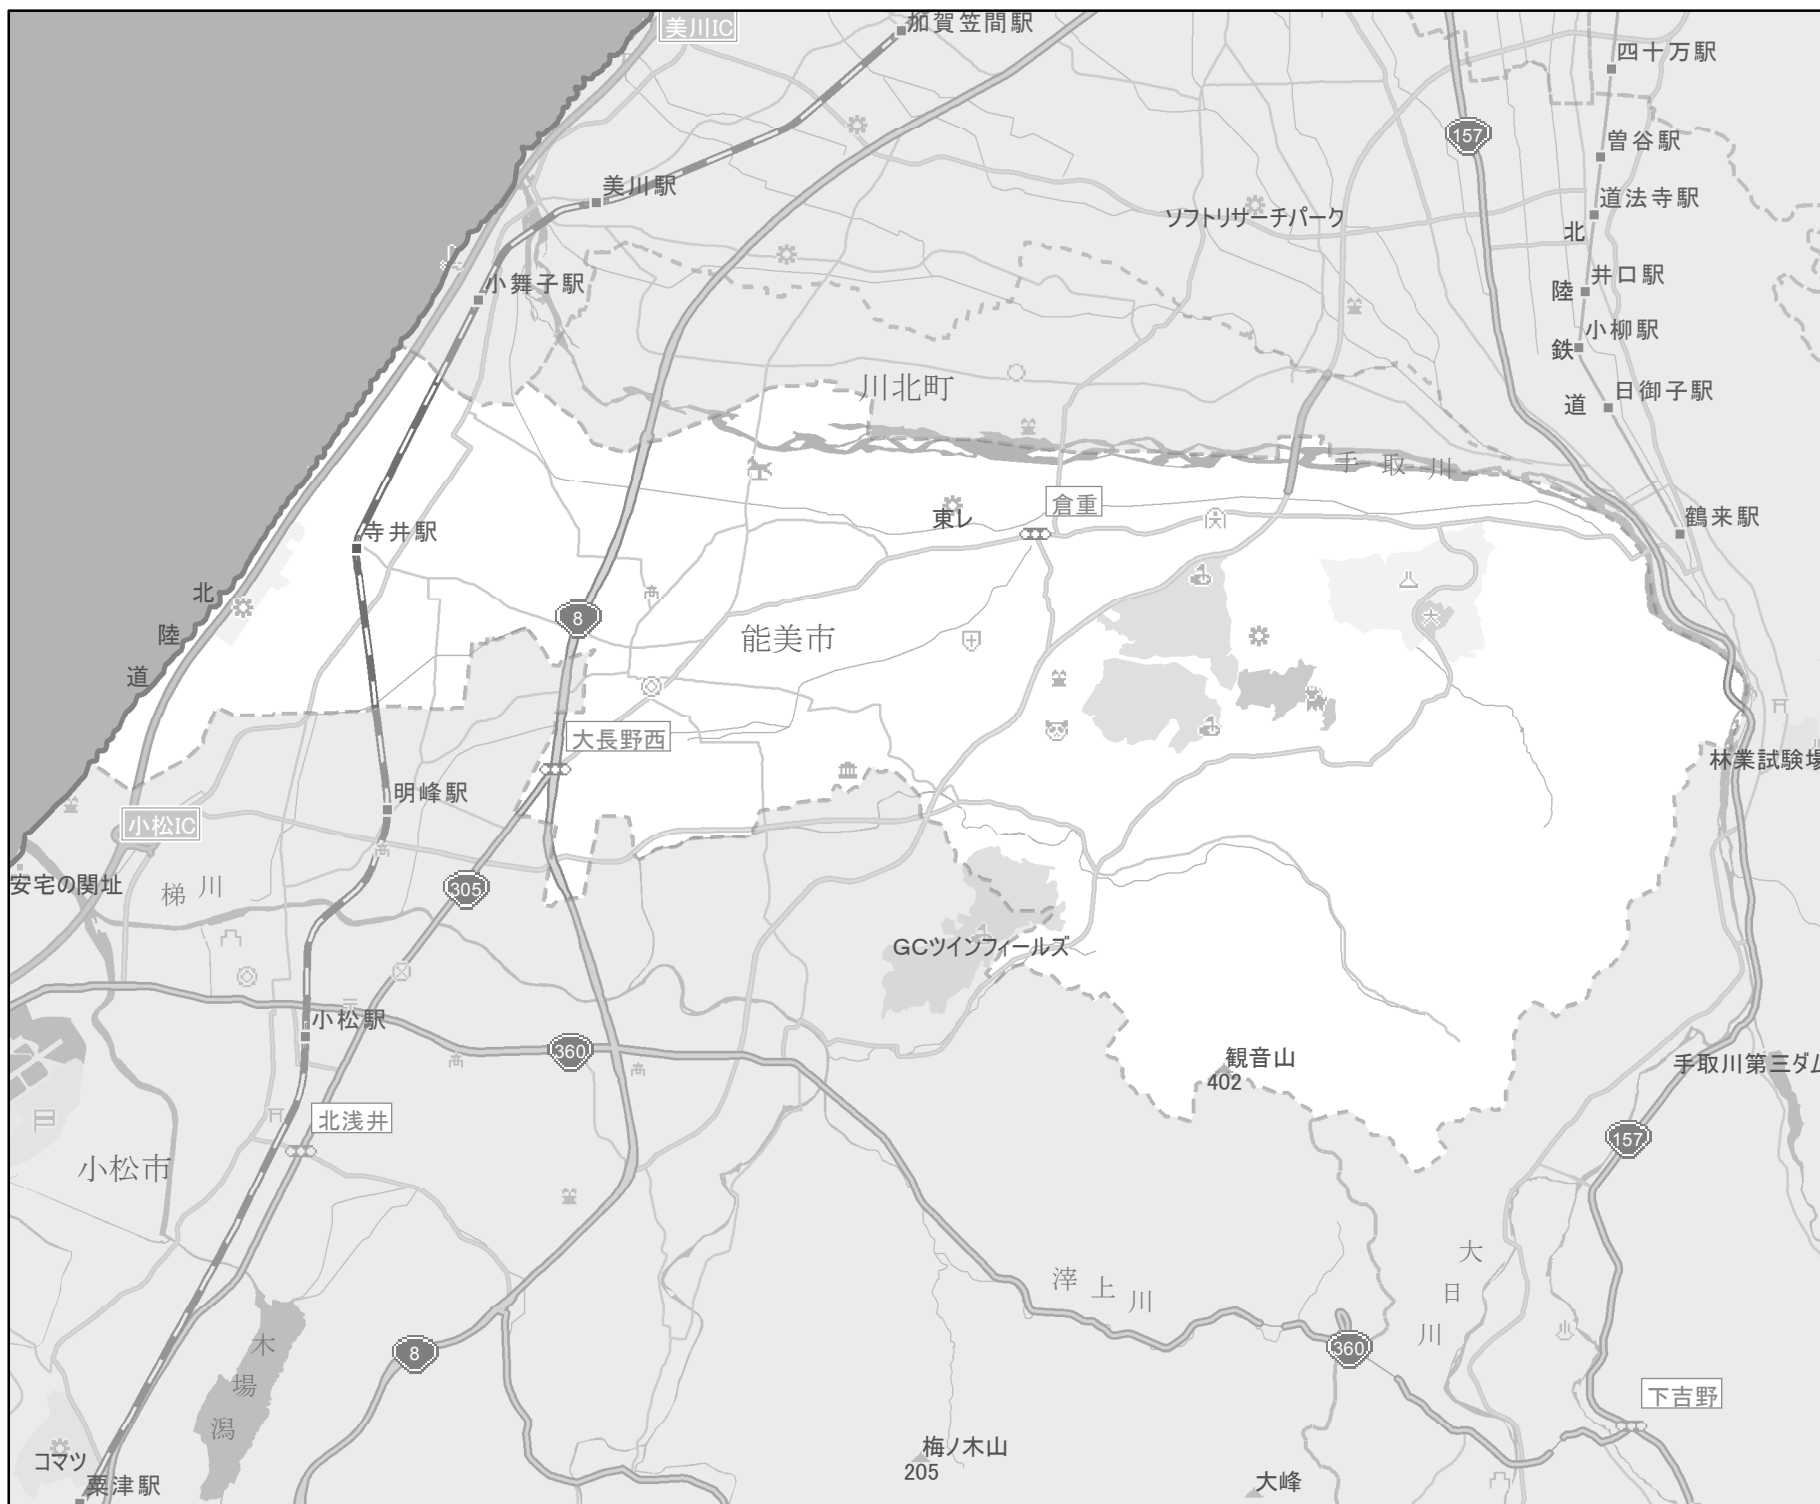 美川IC
加賀笠間駅
四十万駅
157
曽谷駅
美川駅
道法寺駅
ソフトリサーチパーク
小舞子駅
井口駅
小柳駅
北陸鉄道
日御子駅
川北町
手取川
倉重
東レ
鶴来駅
寺井駅
北陸道
8
能美市
大長野西
林業試験場
明峰駅
小松IC
安宅の関址
梯川
305
GCツインフィールズ
小松駅
360
観音山
402
手取川第三ダム
北浅井
157
小松市
大日川
滓上川
木場潟
8
360
下吉野
コマツ
粟津駅
梅ノ木山
205
大峰